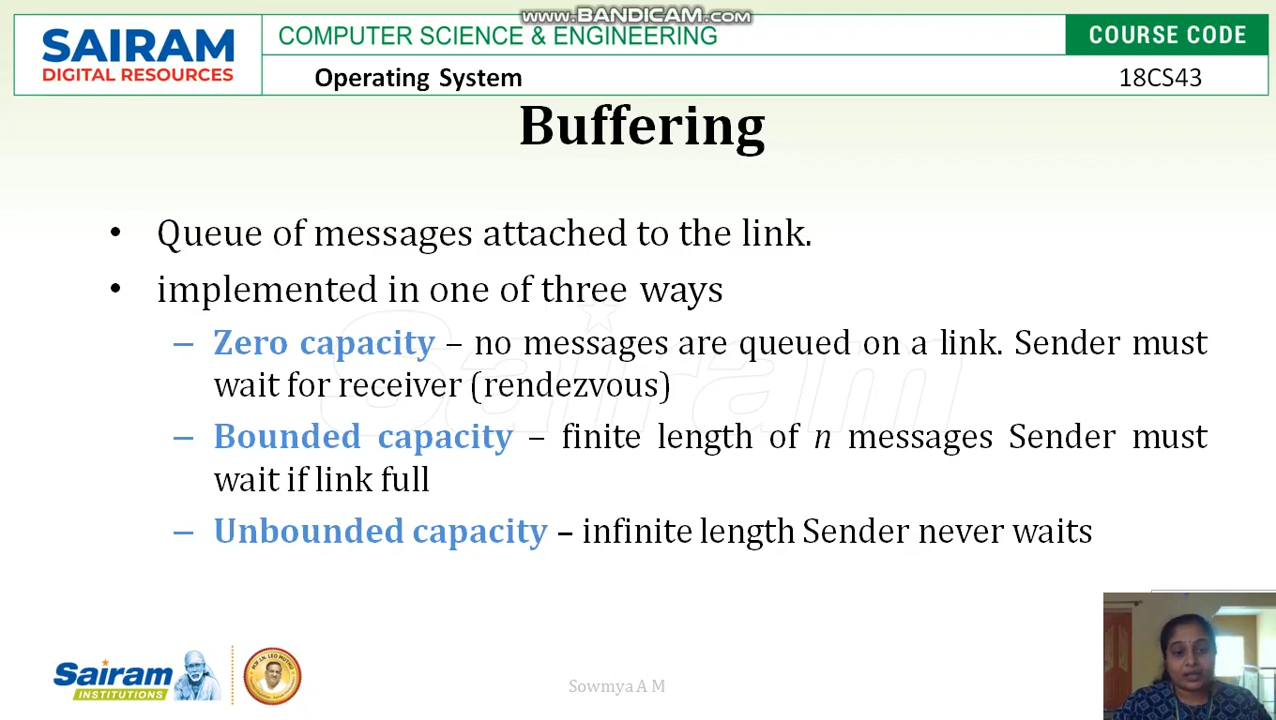 www.BANDICAM.com
SAIRAM
DIGITAL RESOURCES
COMPUTER SCIENCE & ENGINEERING
COURSE CODE
Operating System
18CS43
Buffering
• Queue of messages attached to the link.
• implemented in one of three ways
– Zero capacity – no messages are queued on a link. Sender must
wait for receiver (rendezvous)
– Bounded capacity – finite length of n messages Sender must
wait if link full
– Unbounded capacity – infinite length Sender never waits
Sairam
Sairam
INSTITUTIONS
Sowmya A M